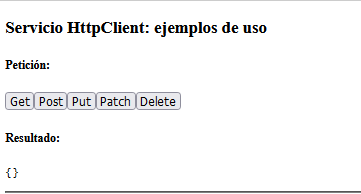 Servicio HttpClient: ejemplos de uso
Petición:
Get Post Put Patch Delete
Resultado:
{}